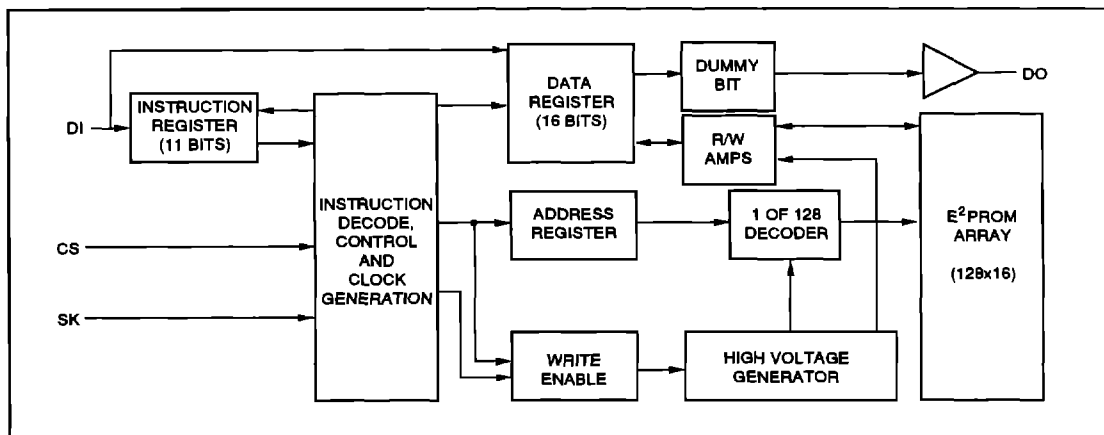 DI
CS
SK
INSTRUCTION
REGISTER
(11 BITS)
INSTRUCTION
DECODE,
CONTROL
AND
CLOCK
GENERATION
DATA
REGISTER
(16 BITS)
DUMMY
BIT
DO
R/W
AMPS
ADDRESS
REGISTER
1 OF 128
DECODER
E²PROM
ARRAY
(128x16)
WRITE
ENABLE
HIGH VOLTAGE
GENERATOR